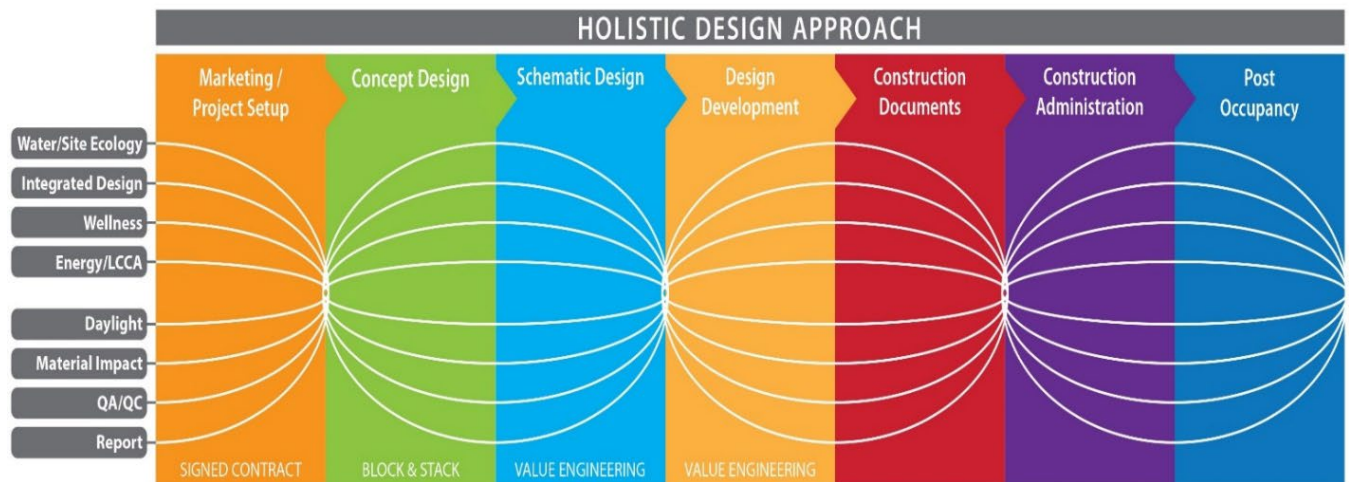 HOLISTIC DESIGN APPROACH
Marketing /
Project Setup
Concept Design
Schematic Design
Design
Development
Construction
Documents
Construction
Administration
Post
Occupancy
Water/Site Ecology
Integrated Design
Wellness
Energy/LCCA
Daylight
Material Impact
QA/QC
Report
SIGNED CONTRACT
BLOCK & STACK
VALUE ENGINEERING
VALUE ENGINEERING